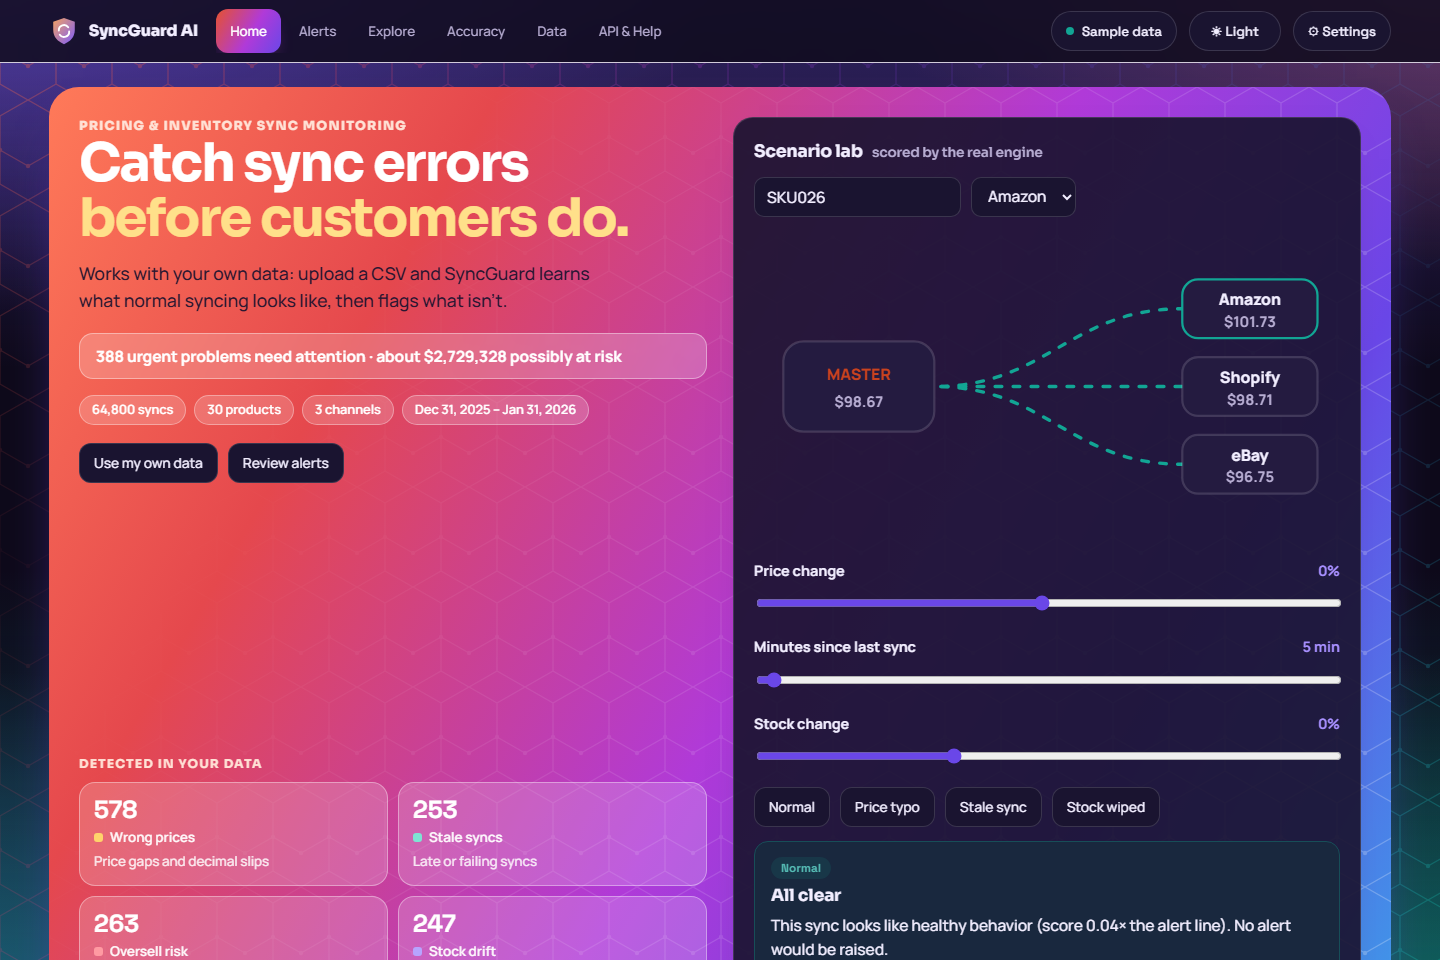 SyncGuard AI
Home
Alerts
Explore
Accuracy
Data
API & Help
Sample data
☀ Light
⚙ Settings
PRICING & INVENTORY SYNC MONITORING
Catch sync errors
before customers do.
Works with your own data: upload a CSV and SyncGuard learns
what normal syncing looks like, then flags what isn't.
388 urgent problems need attention · about $2,729,328 possibly at risk
64,800 syncs
30 products
3 channels
Dec 31, 2025 – Jan 31, 2026
Use my own data
Review alerts
DETECTED IN YOUR DATA
578
Wrong prices
Price gaps and decimal slips
253
Stale syncs
Late or failing syncs
263
Oversell risk
247
Stock drift
Scenario lab scored by the real engine
SKU026
Amazon
MASTER
$98.67
Amazon
$101.73
Shopify
$98.71
eBay
$96.75
Price change
0%
Minutes since last sync
5 min
Stock change
0%
Normal
Price typo
Stale sync
Stock wiped
Normal
All clear
This sync looks like healthy behavior (score 0.04× the alert line). No alert
would be raised.